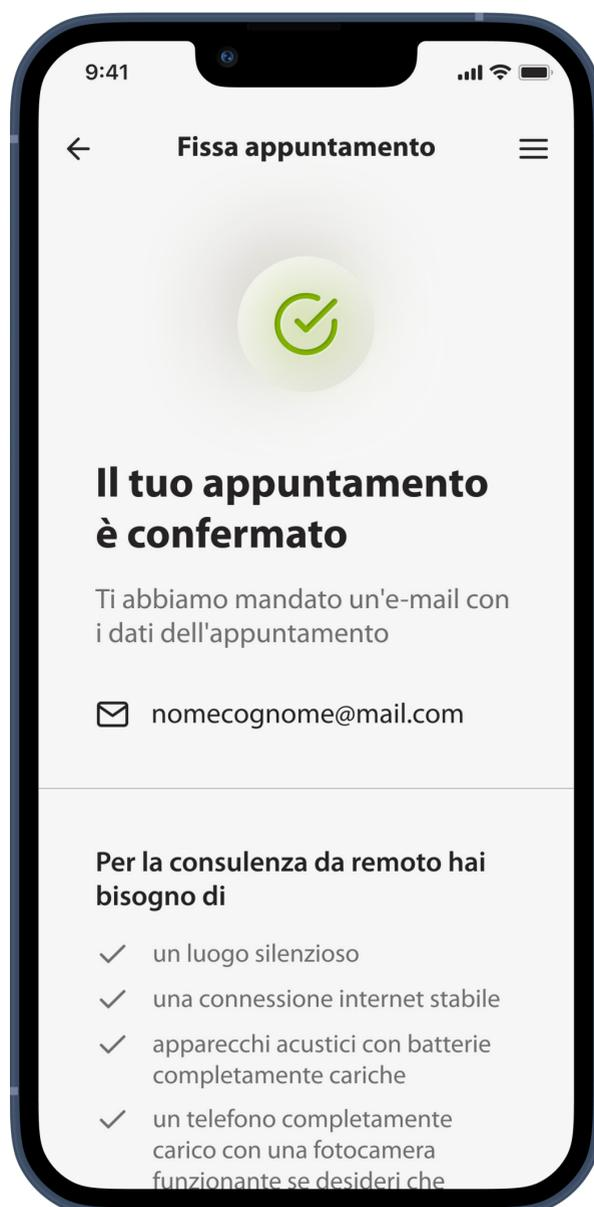 9:41
Fissa appuntamento
Il tuo appuntamento
è confermato
Ti abbiamo mandato un'e-mail con
i dati dell'appuntamento
nomecognome@mail.com
Per la consulenza da remoto hai
bisogno di
un luogo silenzioso
una connessione internet stabile
apparecchi acustici con batterie
completamente cariche
un telefono completamente
carico con una fotocamera
funzionante se desideri che